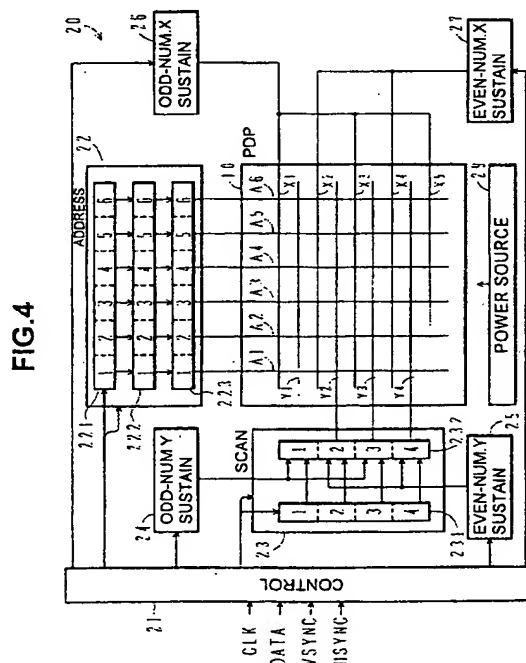 FIG.4
20
ODD-NUM.X
SUSTAIN
26
EVEN-NUM.X
SUSTAIN
27
ADDRESS
22
1 2 3 4 5 6
1 2 3 4 5 6
1 2 3 4 5 6
221
222
223
PDP
10
A1 A2 A3 A4 A5 A6
X1
Y1
X2
Y2
X3
Y3
X4
Y4
X5
POWER SOURCE
29
24
ODD-NUM Y
SUSTAIN
SCAN
1
2
3
4
1
2
3
4
23
231
232
EVEN-NUM.Y
SUSTAIN
25
21
CONTROL
CLK
DATA
VSYNC
HSYNC